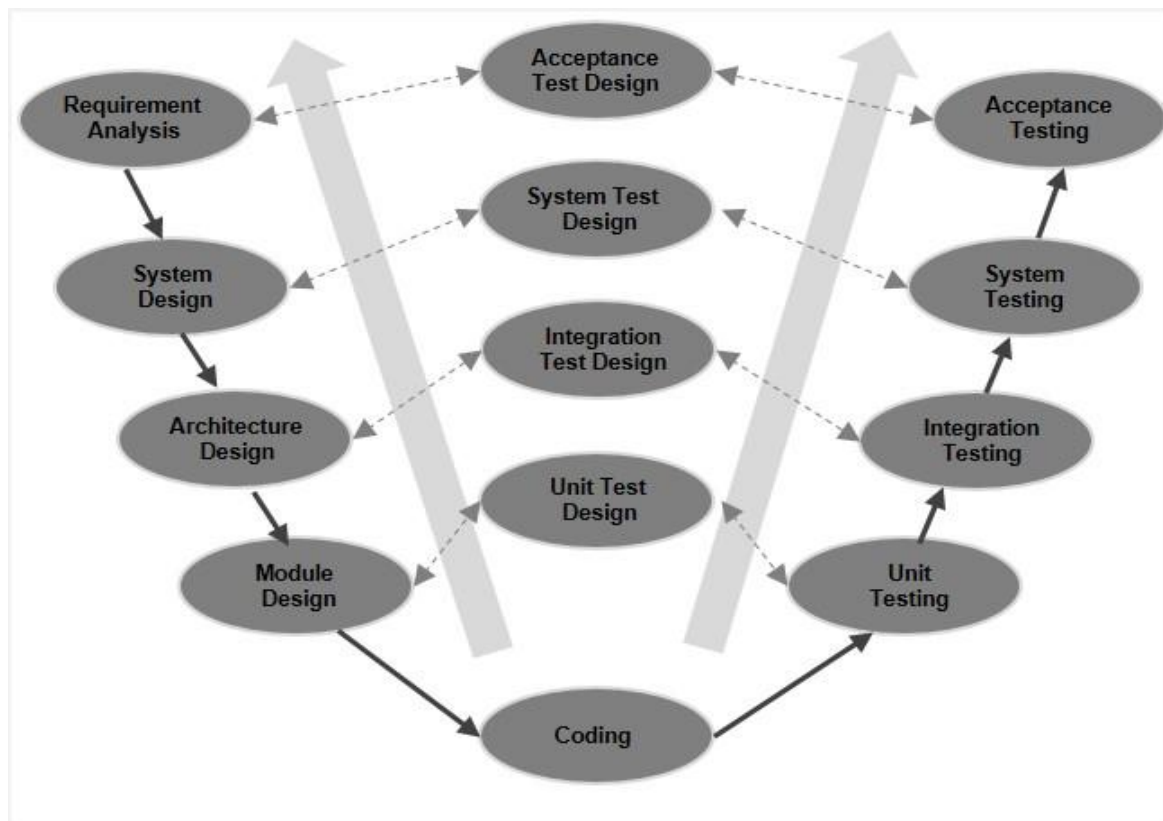 Acceptance
Test Design
Requirement
Analysis
Acceptance
Testing
System Test
Design
System
Design
System
Testing
Integration
Test Design
Architecture
Design
Integration
Testing
Unit Test
Design
Module
Design
Unit
Testing
Coding